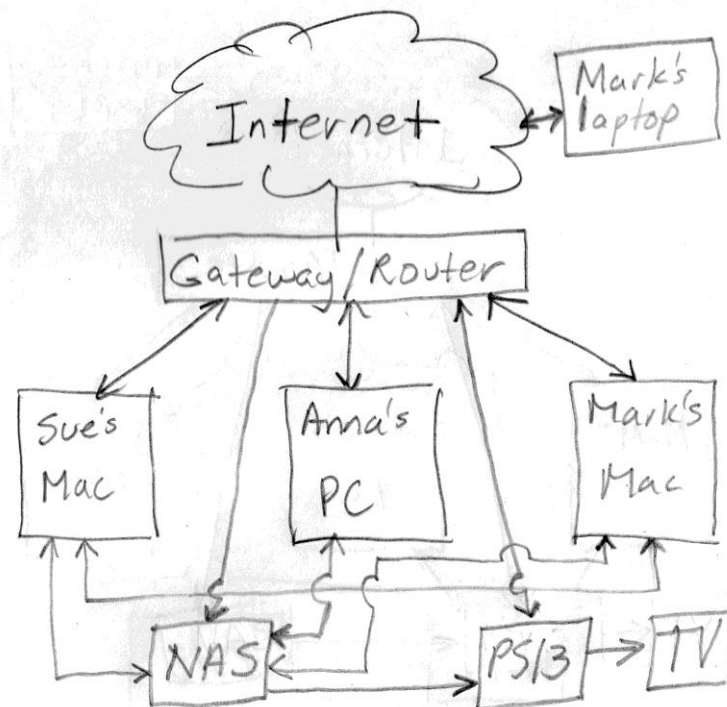 Internet
Mark's
laptop
Gateway/Router
Sue's
Mac
Anna's
PC
Mark's
Mac
NAS
PS/3
TV